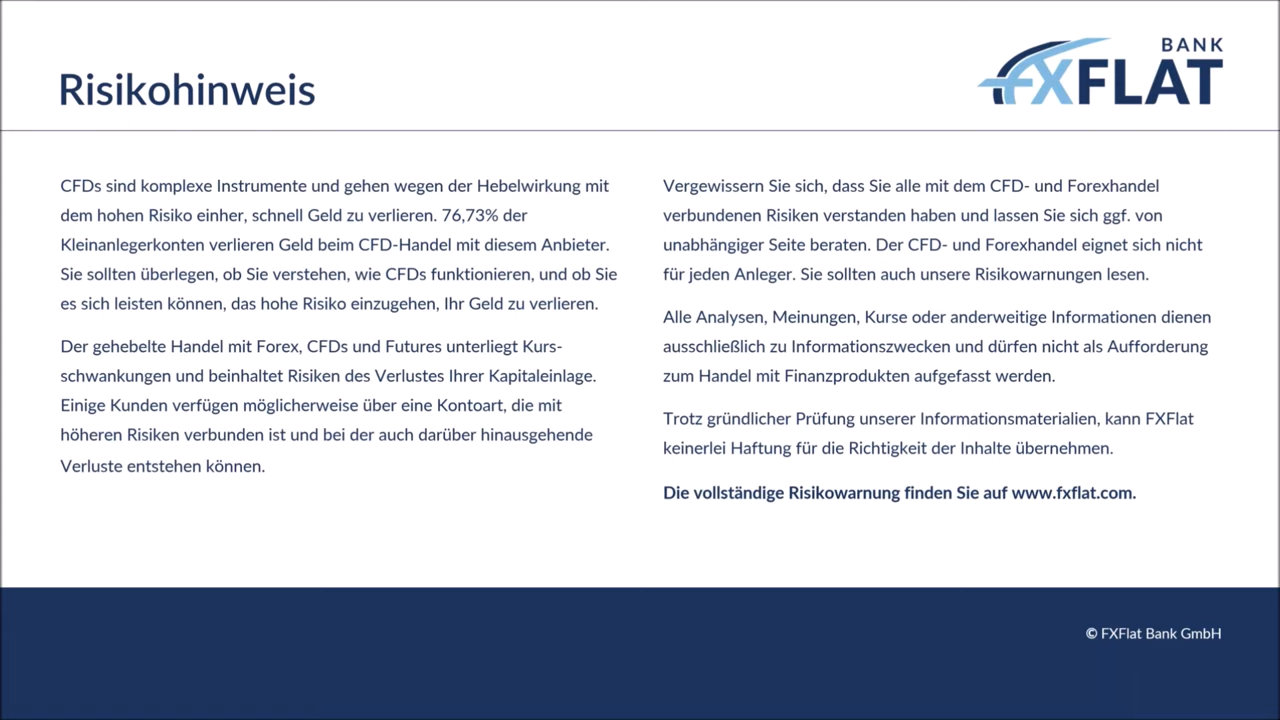 Risikohinweis
BANK
FXFLAT
CFDs sind komplexe Instrumente und gehen wegen der Hebelwirkung mit
dem hohen Risiko einher, schnell Geld zu verlieren. 76,73% der
Kleinanlegerkonten verlieren Geld beim CFD-Handel mit diesem Anbieter.
Sie sollten überlegen, ob Sie verstehen, wie CFDs funktionieren, und ob Sie
es sich leisten können, das hohe Risiko einzugehen, Ihr Geld zu verlieren.
Der gehebelte Handel mit Forex, CFDs und Futures unterliegt Kurs-
schwankungen und beinhaltet Risiken des Verlustes Ihrer Kapitaleinlage.
Einige Kunden verfügen möglicherweise über eine Kontoart, die mit
höheren Risiken verbunden ist und bei der auch darüber hinausgehende
Verluste entstehen können.
Vergewissern Sie sich, dass Sie alle mit dem CFD- und Forexhandel
verbundenen Risiken verstanden haben und lassen Sie sich ggf. von
unabhängiger Seite beraten. Der CFD- und Forexhandel eignet sich nicht
für jeden Anleger. Sie sollten auch unsere Risikowarnungen lesen.
Alle Analysen, Meinungen, Kurse oder anderweitige Informationen dienen
ausschließlich zu Informationszwecken und dürfen nicht als Aufforderung
zum Handel mit Finanzprodukten aufgefasst werden.
Trotz gründlicher Prüfung unserer Informationsmaterialien, kann FXFlat
keinerlei Haftung für die Richtigkeit der Inhalte übernehmen.
Die vollständige Risikowarnung finden Sie auf www.fxflat.com.
© FXFlat Bank GmbH